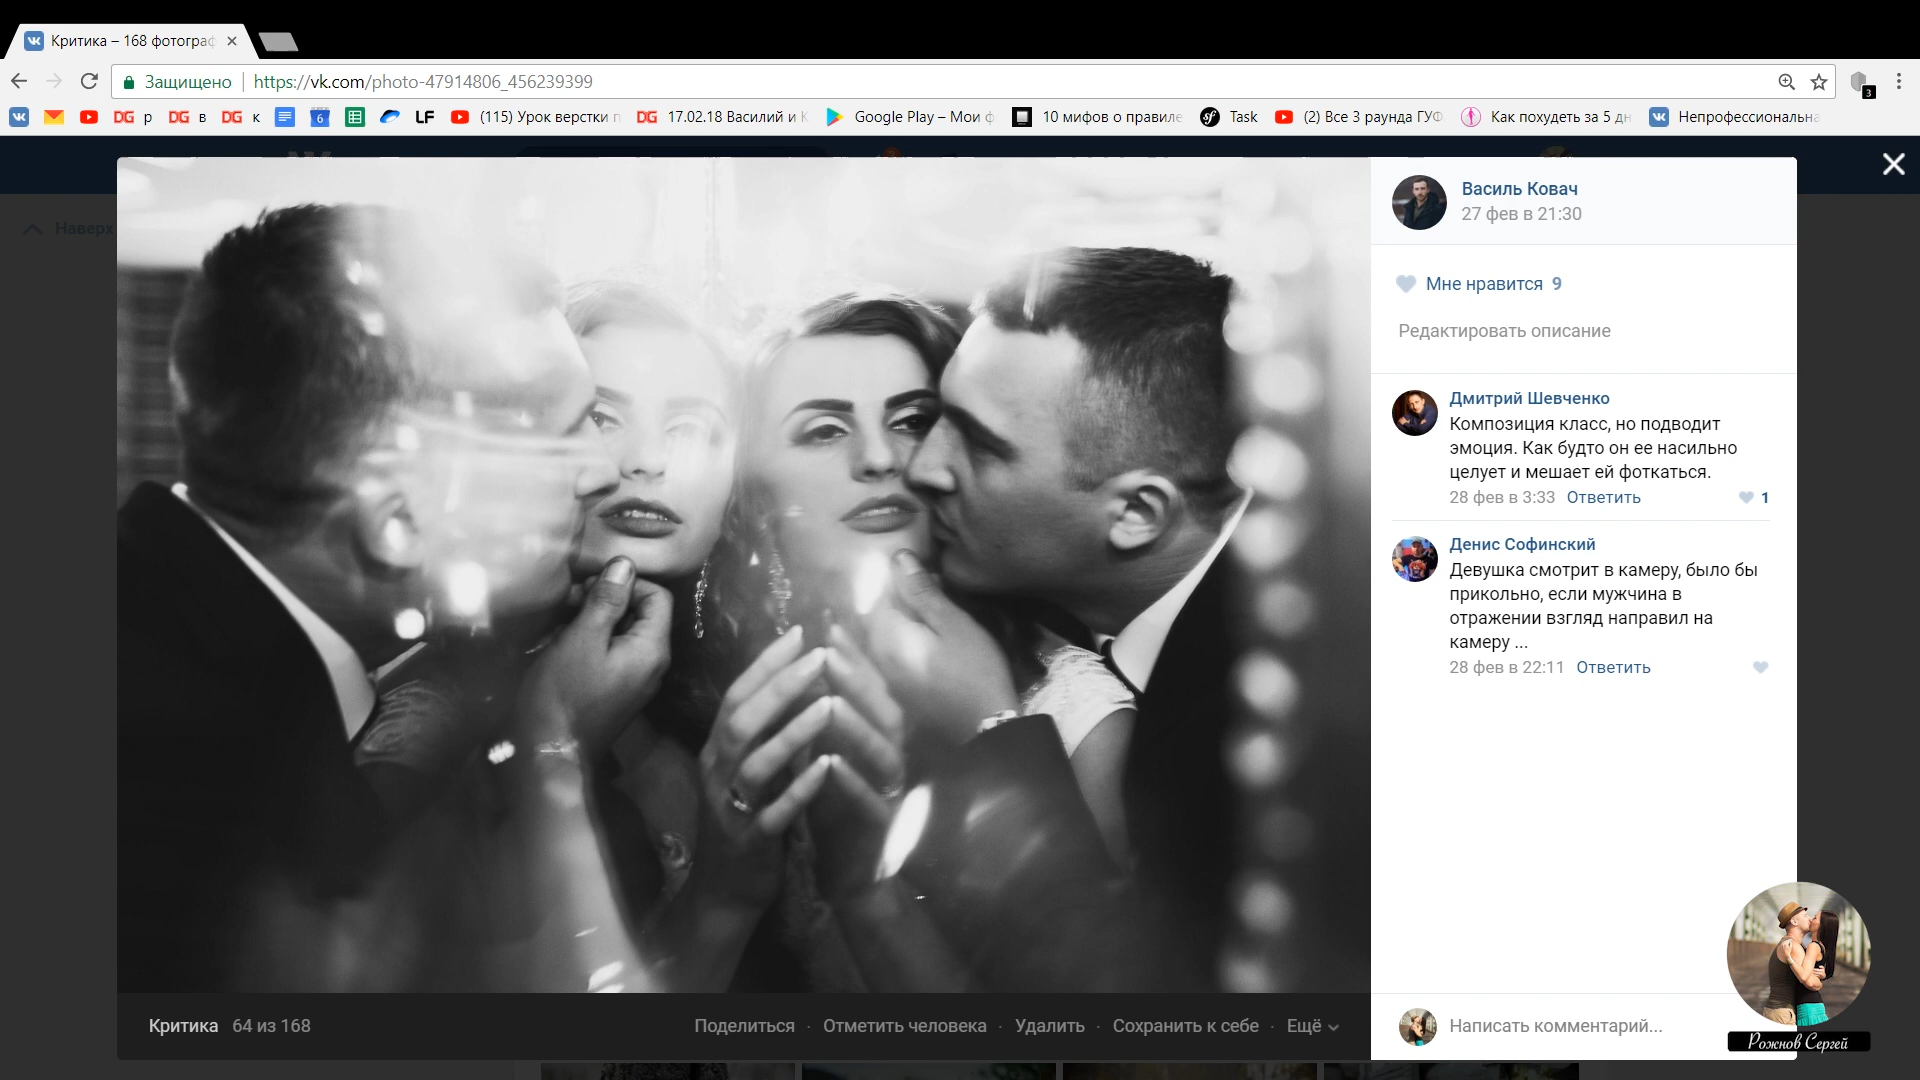 Критика – 168 фотограф
Защищено https://vk.com/photo-47914806_456239399
3
DG р DG в DG к 6 LF (115) Урок верстки п DG 17.02.18 Василий и К Google Play – Мои ф 10 мифов о правиле Task (2) Все 3 раунда ГУФ Как похудеть за 5 дн Непрофессиональна
Наверх
Василь Ковач
27 фев в 21:30
Мне нравится 9
Редактировать описание
Дмитрий Шевченко
Композиция класс, но подводит
эмоция. Как будто он ее насильно
целует и мешает ей фоткаться.
28 фев в 3:33 Ответить 1
Денис Софинский
Девушка смотрит в камеру, было бы
прикольно, если мужчина в
отражении взгляд направил на
камеру ...
28 фев в 22:11 Ответить
Критика 64 из 168 Поделиться · Отметить человека · Удалить · Сохранить к себе · Ещё
Написать комментарий...
Рожнов Сергей